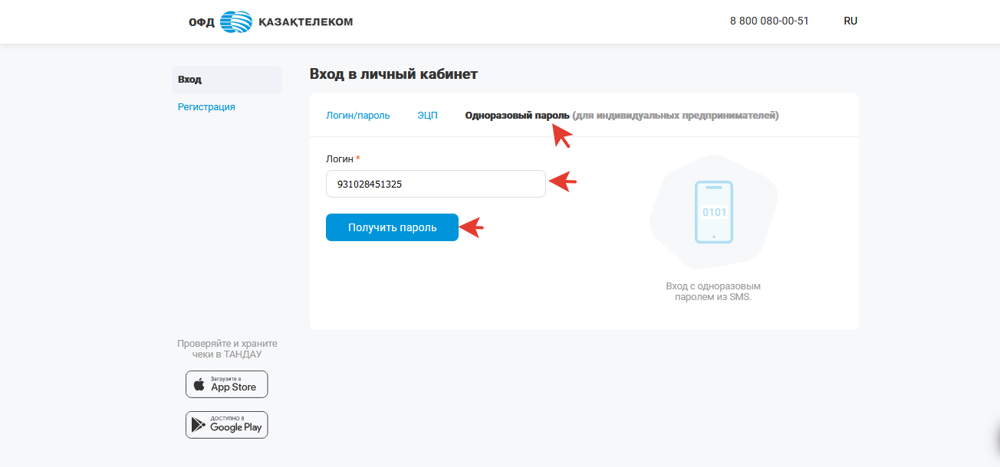 ОФД ҚАЗАҚТЕЛЕКОМ
8 800 080-00-51
RU
Вход
Регистрация
Вход в личный кабинет
Логин/пароль
ЭЦП
Одноразовый пароль (для индивидуальных предпринимателей)
Логин *
931028451325
Получить пароль
0101
Вход с одноразовым
паролем из SMS.
Проверяйте и храните
чеки в ТАНДАУ
Загрузите в
App Store
ДОСТУПНО В
Google Play